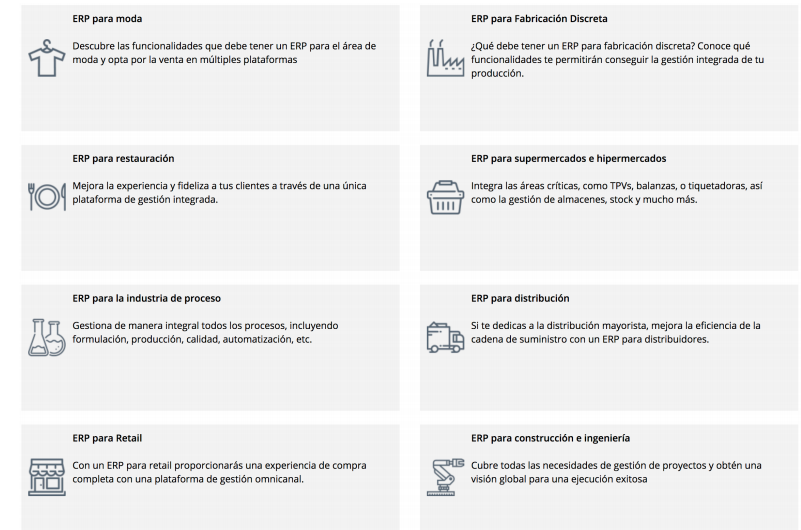 ERP para moda
Descubre las funcionalidades que debe tener un ERP para el área de
moda y opta por la venta en múltiples plataformas
ERP para Fabricación Discreta
¿Qué debe tener un ERP para fabricación discreta? Conoce qué
funcionalidades te permitirán conseguir la gestión integrada de tu
producción.
ERP para restauración
Mejora la experiencia y fideliza a tus clientes a través de una única
plataforma de gestión integrada.
ERP para supermercados e hipermercados
Integra las áreas críticas, como TPVs, balanzas, o tiquetadoras, así
como la gestión de almacenes, stock y mucho más.
ERP para la industria de proceso
Gestiona de manera integral todos los procesos, incluyendo
formulación, producción, calidad, automatización, etc.
ERP para distribución
Si te dedicas a la distribución mayorista, mejora la eficiencia de la
cadena de suministro con un ERP para distribuidores.
ERP para Retail
Con un ERP para retail proporcionarás una experiencia de compra
completa con una plataforma de gestión omnicanal.
ERP para construcción e ingeniería
Cubre todas las necesidades de gestión de proyectos y obtén una
visión global para una ejecución exitosa